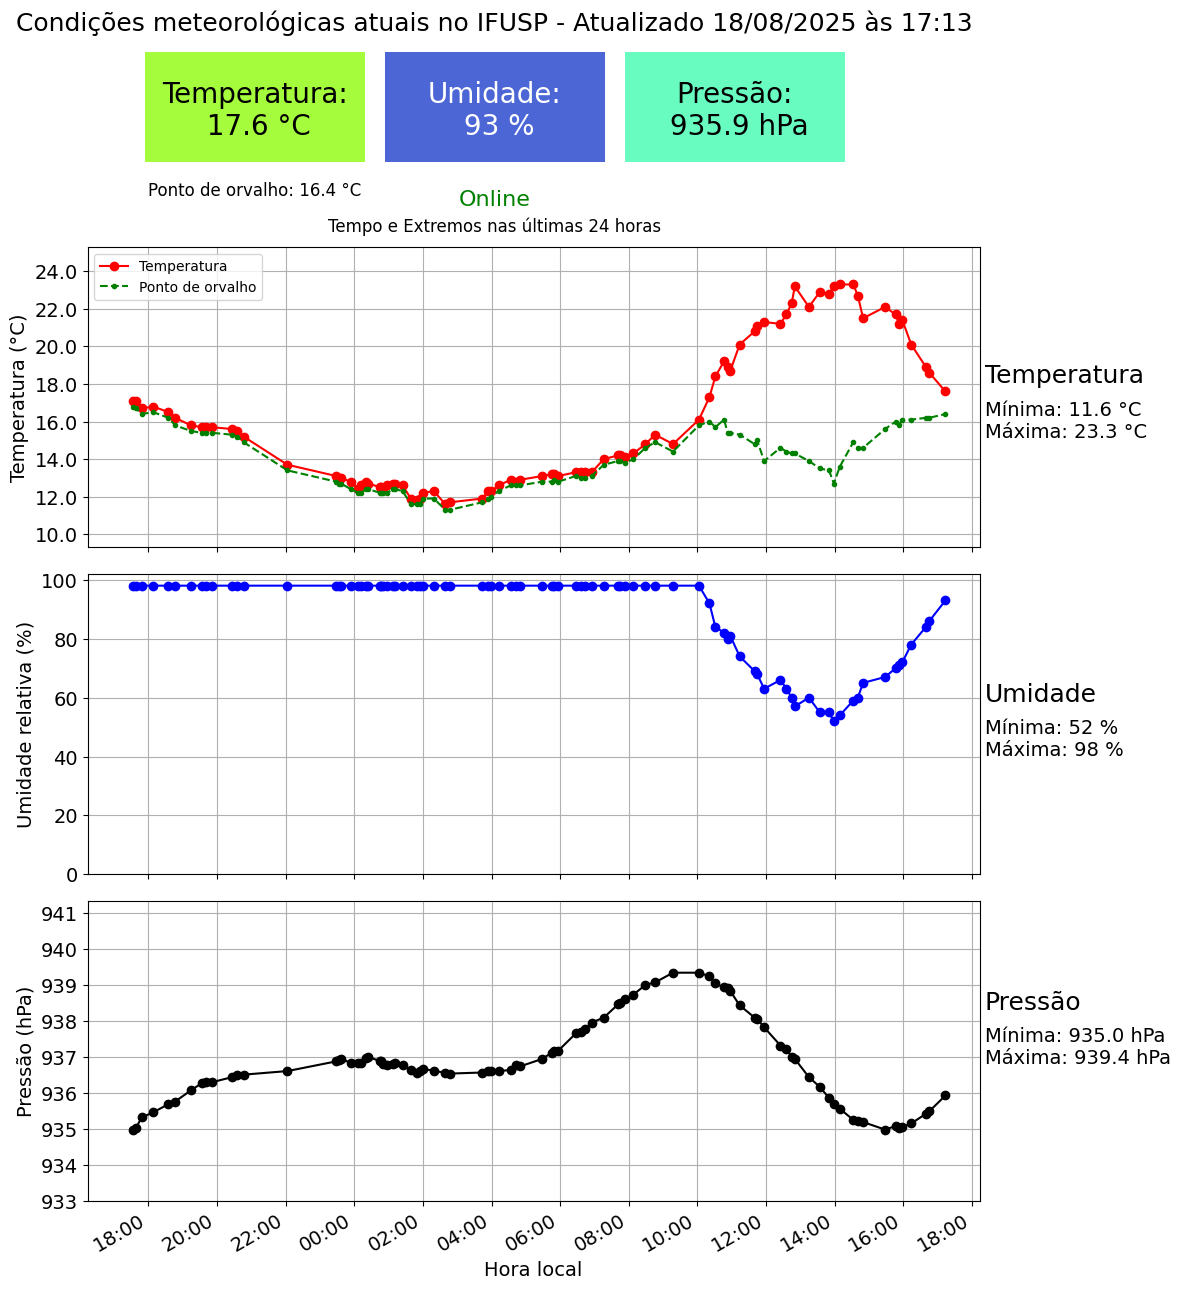 Condições meteorológicas atuais no IFUSP - Atualizado 18/08/2025 às 17:13
Temperatura:
17.6 °C
Umidade:
93 %
Pressão:
935.9 hPa
Ponto de orvalho: 16.4 °C
Online
Tempo e Extremos nas últimas 24 horas
Temperatura (°C)
24.0
22.0
20.0
18.0
16.0
14.0
12.0
10.0
Temperatura
Ponto de orvalho
Temperatura
Mínima: 11.6 °C
Máxima: 23.3 °C
Umidade relativa (%)
100
80
60
40
20
0
Umidade
Mínima: 52 %
Máxima: 98 %
Pressão (hPa)
941
940
939
938
937
936
935
934
933
Pressão
Mínima: 935.0 hPa
Máxima: 939.4 hPa
18:00 20:00 22:00 00:00 02:00 04:00 06:00 08:00 10:00 12:00 14:00 16:00 18:00
Hora local